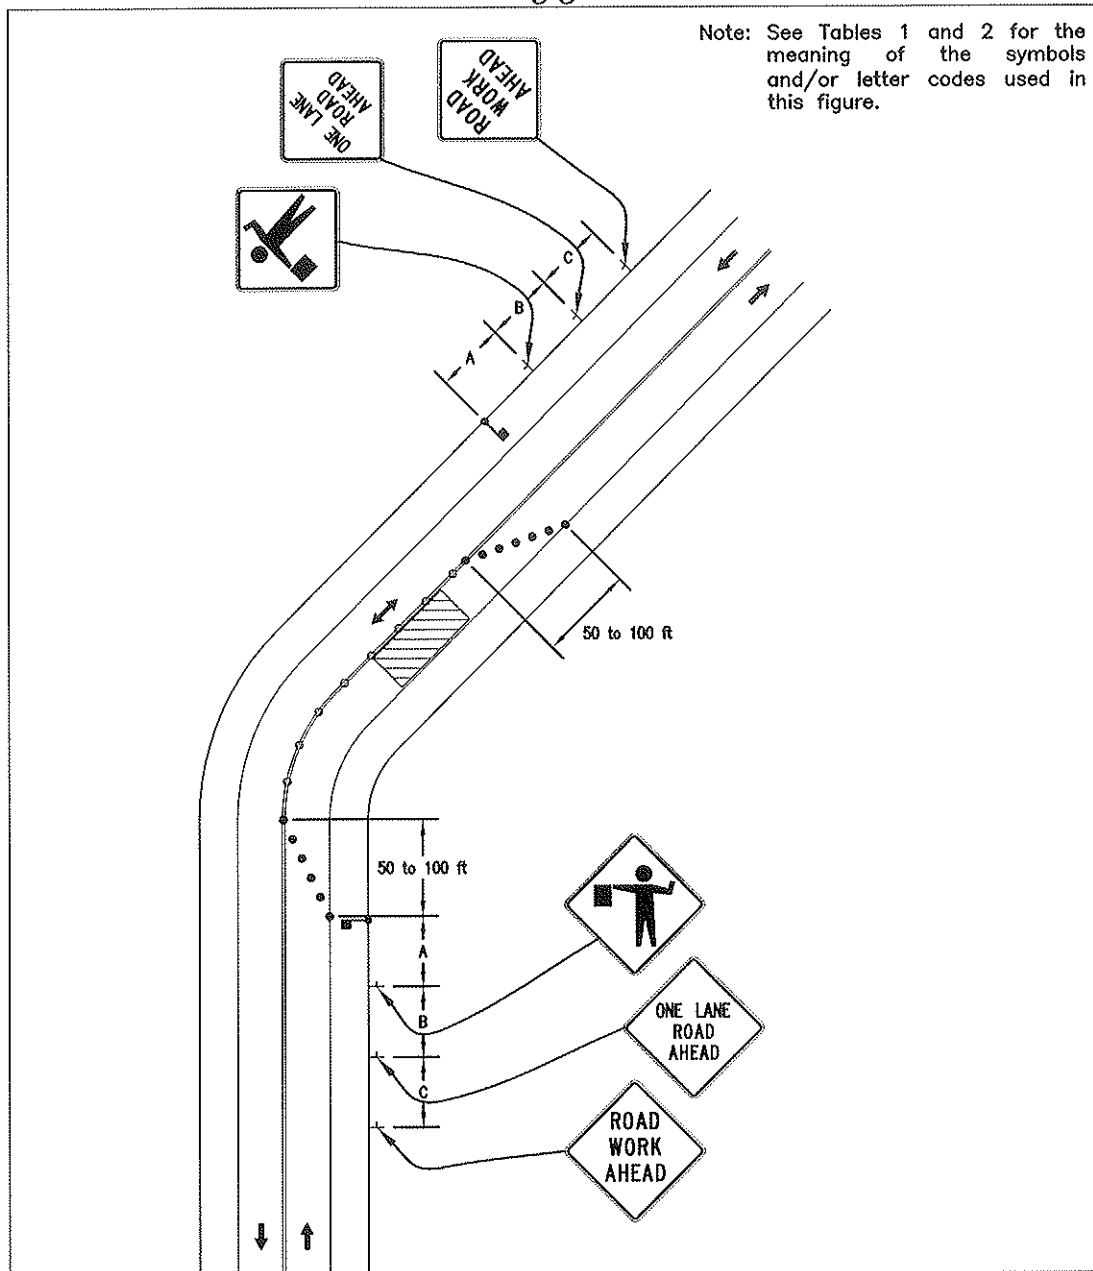 Note: See Tables 1 and 2 for the
meaning of the symbols
and/or letter codes used in
this figure.
ROAD
WORK
AHEAD
ONE LANE
ROAD
AHEAD
C
B
A
50 to 100 ft
50 to 100 ft
A
B
C
ONE LANE
ROAD
AHEAD
ROAD
WORK
AHEAD